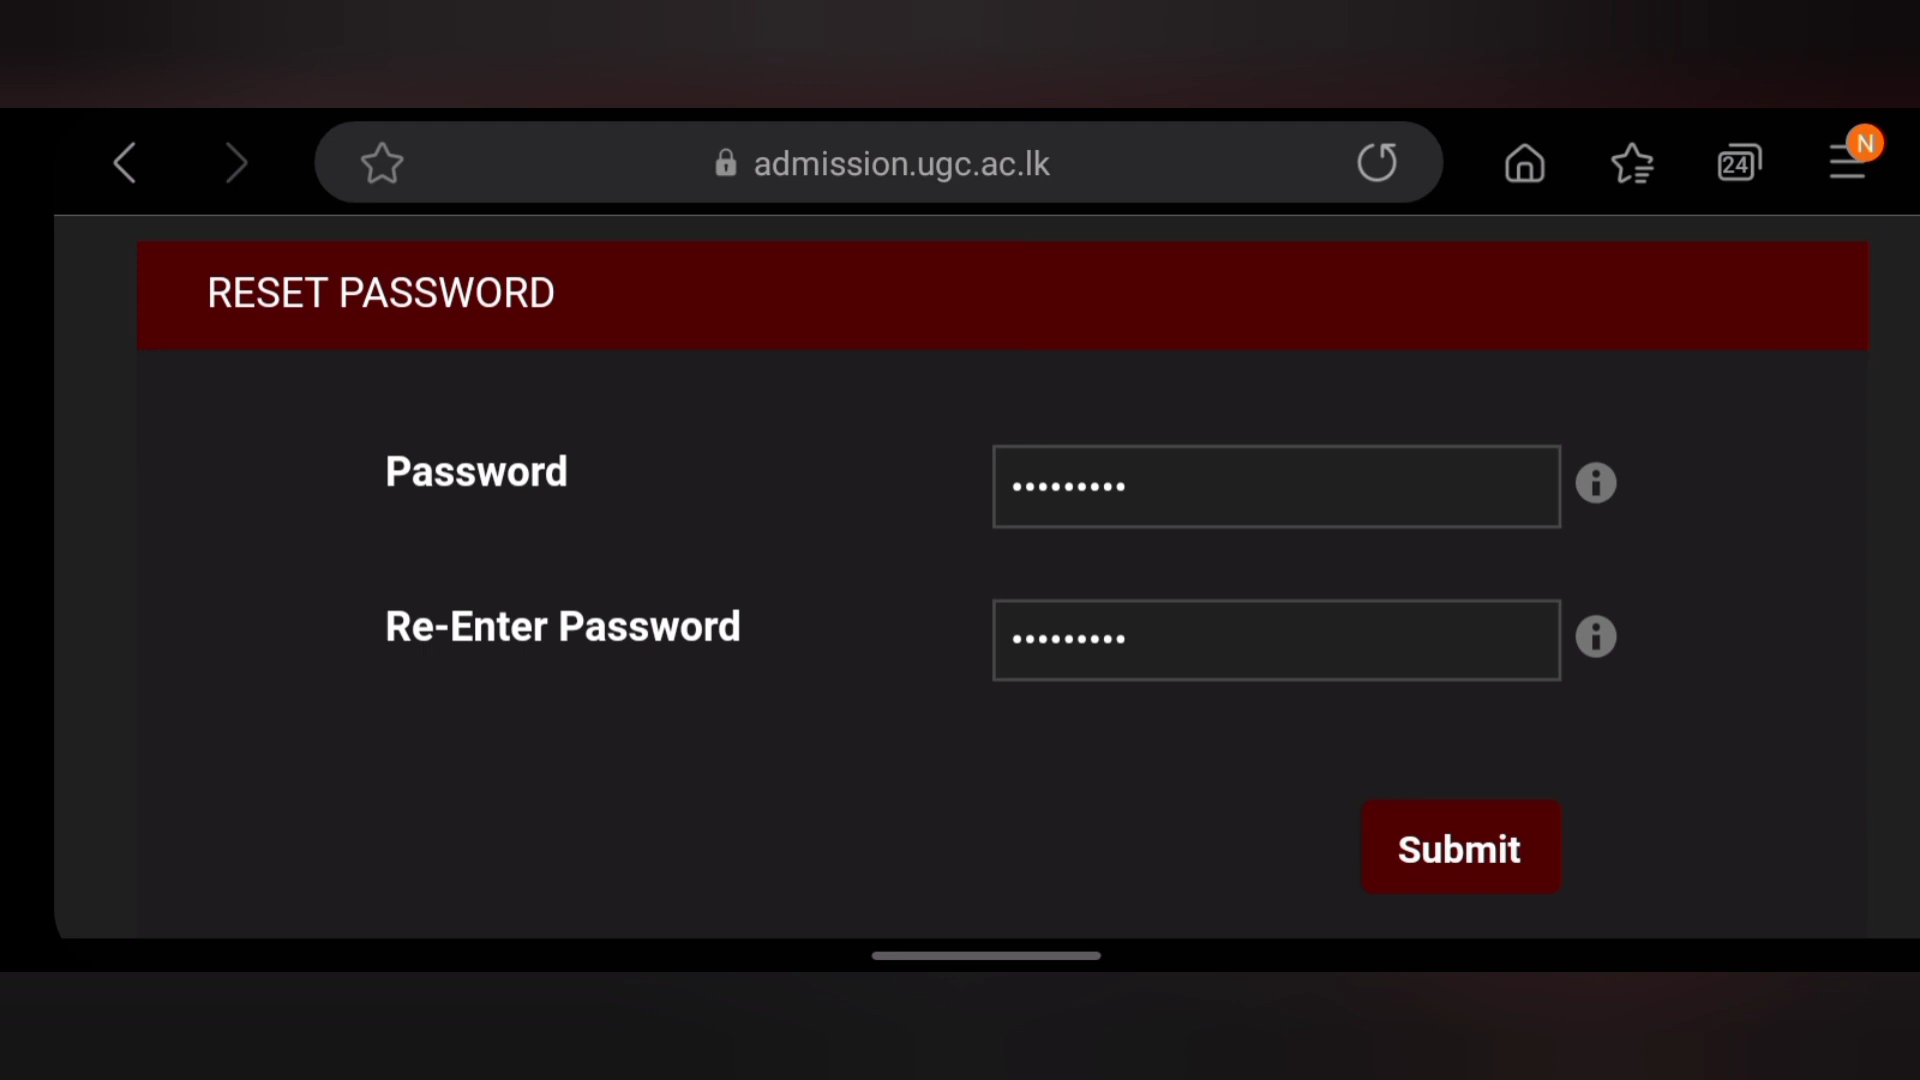 admission.ugc.ac.lk
24
N
RESET PASSWORD
Password
•••••••••
Re-Enter Password
•••••••••
Submit